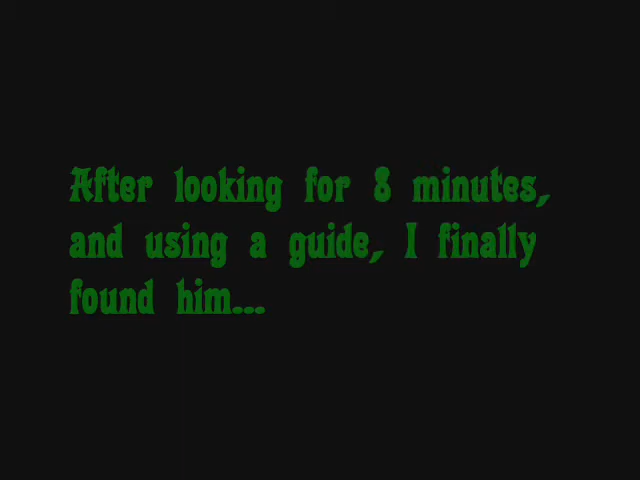 After looking for 8 minutes,
and using a guide, I finally
found him...